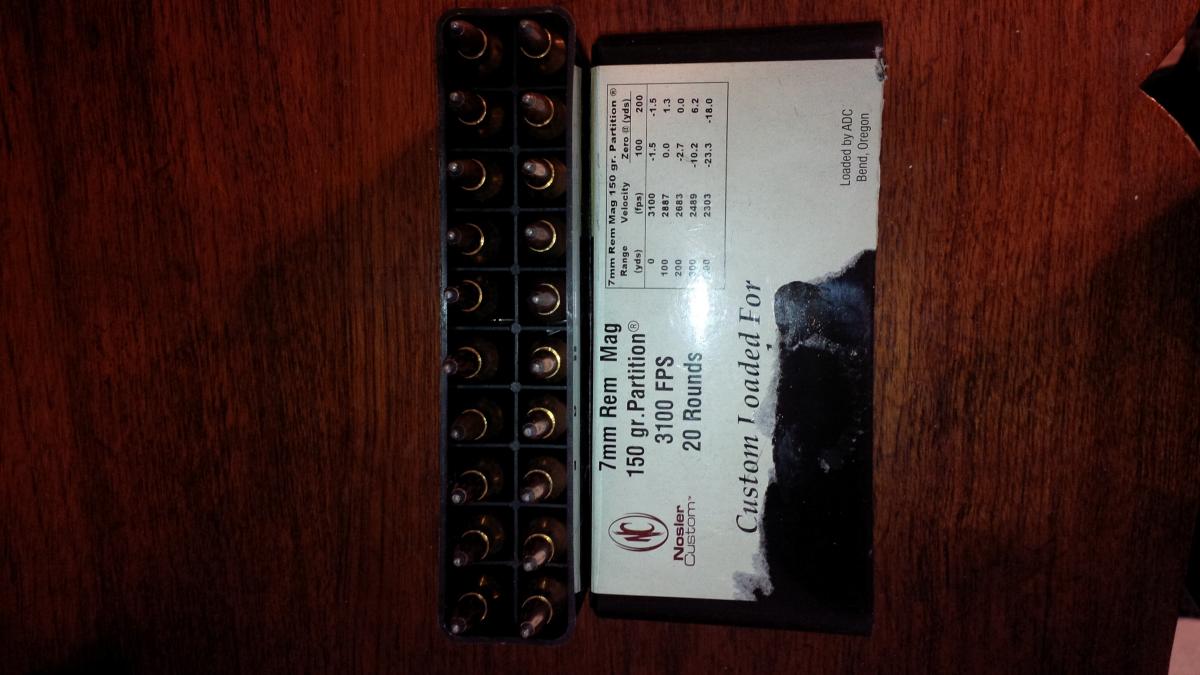 7mm Rem Mag
150 gr. Partition®
3100 FPS
20 Rounds
NC
Nosler
Custom™
7mm Rem Mag 150 gr. Partition ®
Range Velocity Zero @ (yds)
(yds) (fps) 100 200
0 3100 -1.5 -1.5
100 2887 0.0 1.3
200 2683 -2.7 0.0
300 2489 -10.2 6.2
2303 -23.3 -18.0
Custom Loaded For
Loaded by ADC
Bend, Oregon